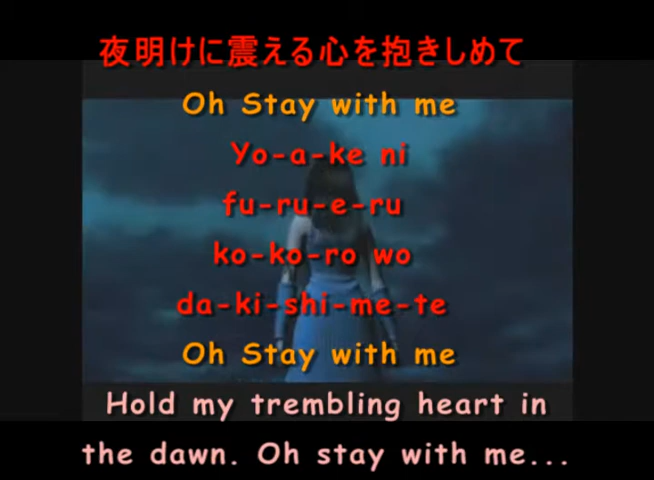 夜明けに震える心を抱きしめて
Oh Stay with me
Yo-a-ke ni
fu-ru-e-ru
ko-ko-ro wo
da-ki-shi-me-te
Oh Stay with me
Hold my trembling heart in
the dawn. Oh stay with me...